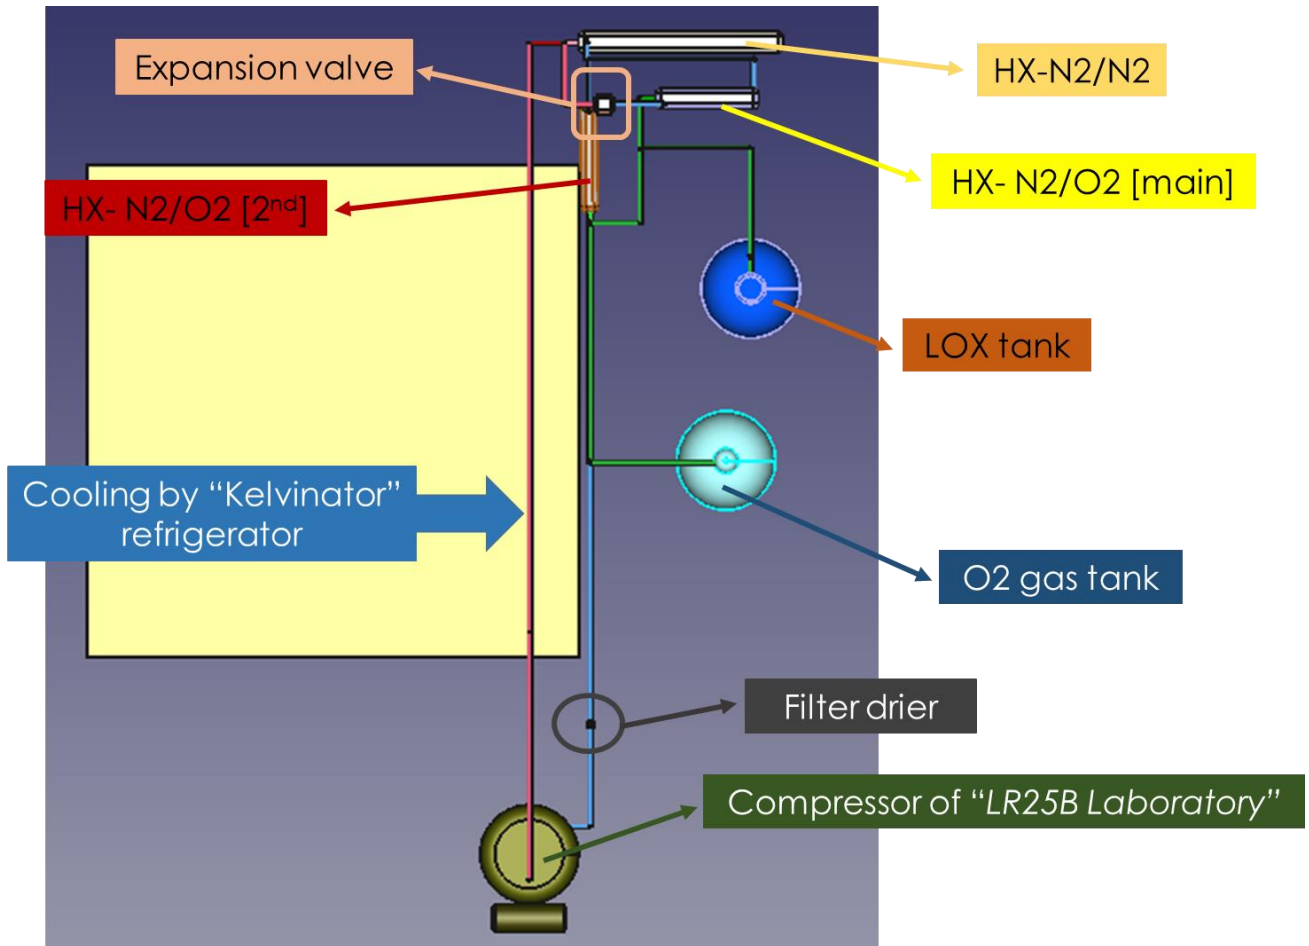 Expansion valve
HX-N2/N2
HX- N2/O2 [main]
HX- N2/O2 [2nd]
LOX tank
Cooling by “Kelvinator”
refrigerator
O2 gas tank
Filter drier
Compressor of “LR25B Laboratory”